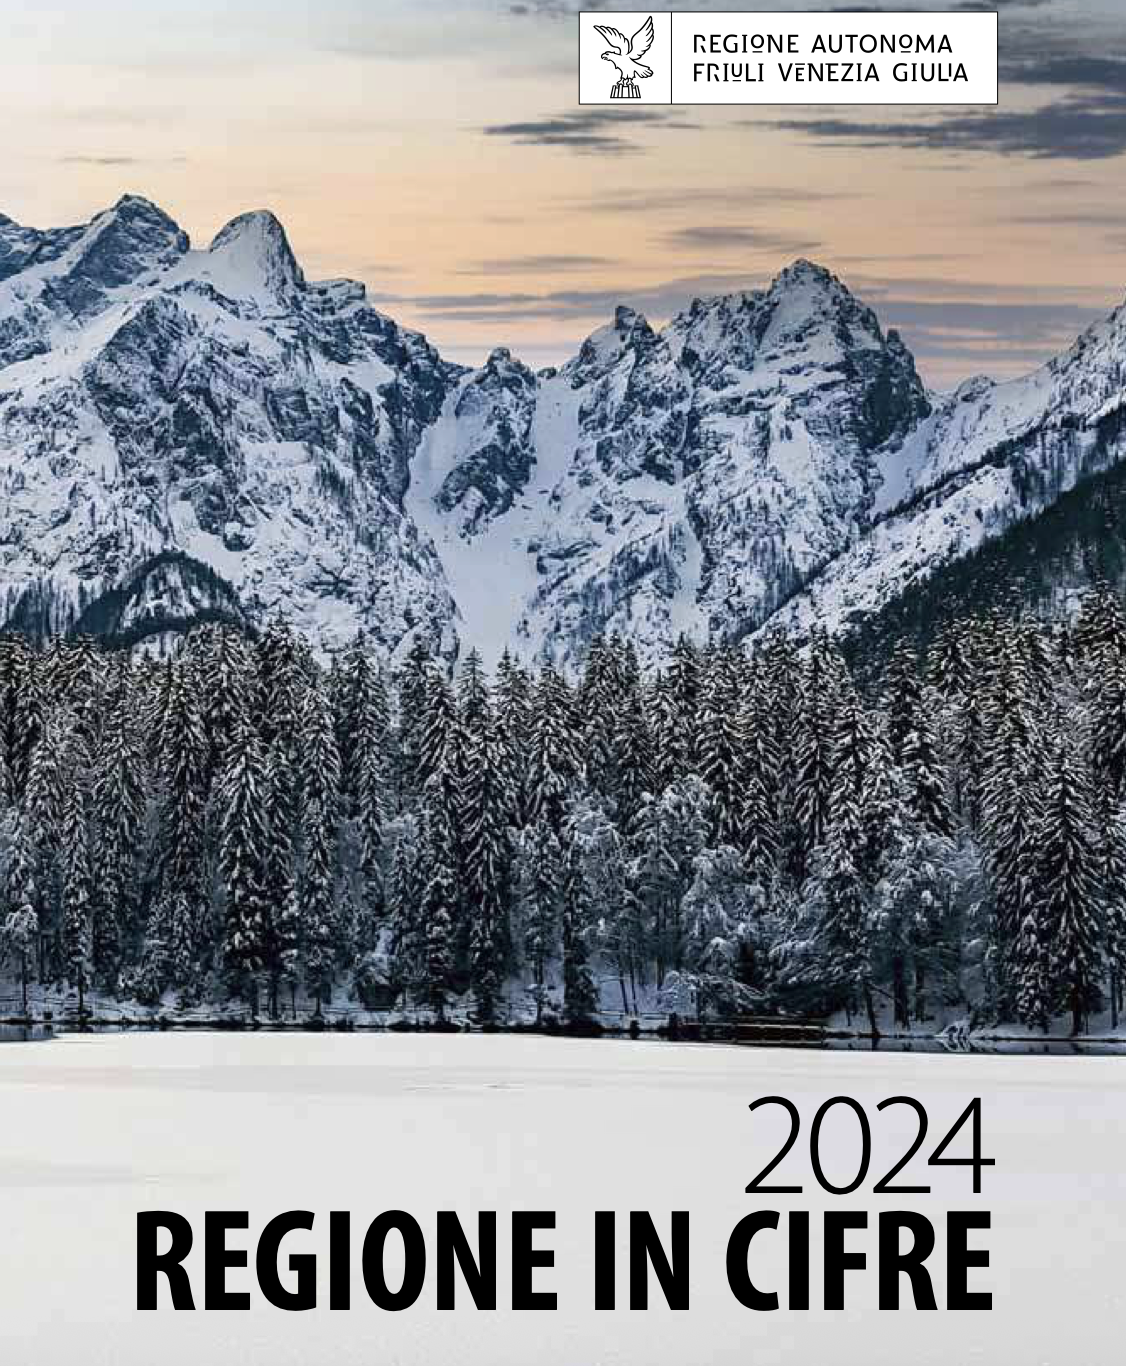 REGIONE AUTONOMA
FRIULI VENEZIA GIULIA
2024
REGIONE IN CIFRE